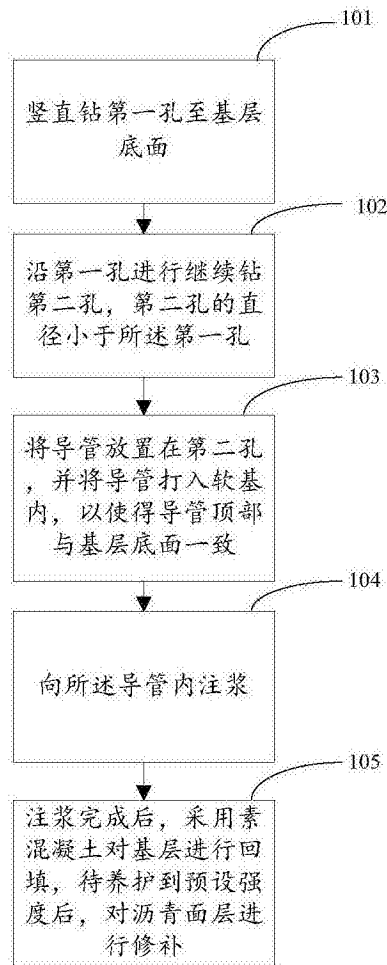 101
竖直钻第一孔至基层
底面
102
沿第一孔进行继续钻
第二孔，第二孔的直
径小于所述第一孔
103
将导管放置在第二孔
，并将导管打入软基
内，以使得导管顶部
与基层底面一致
104
向所述导管内注浆
105
注浆完成后，采用素
混凝土对基层进行回
填，待养护到预设强
度后，对沥青面层进
行修补